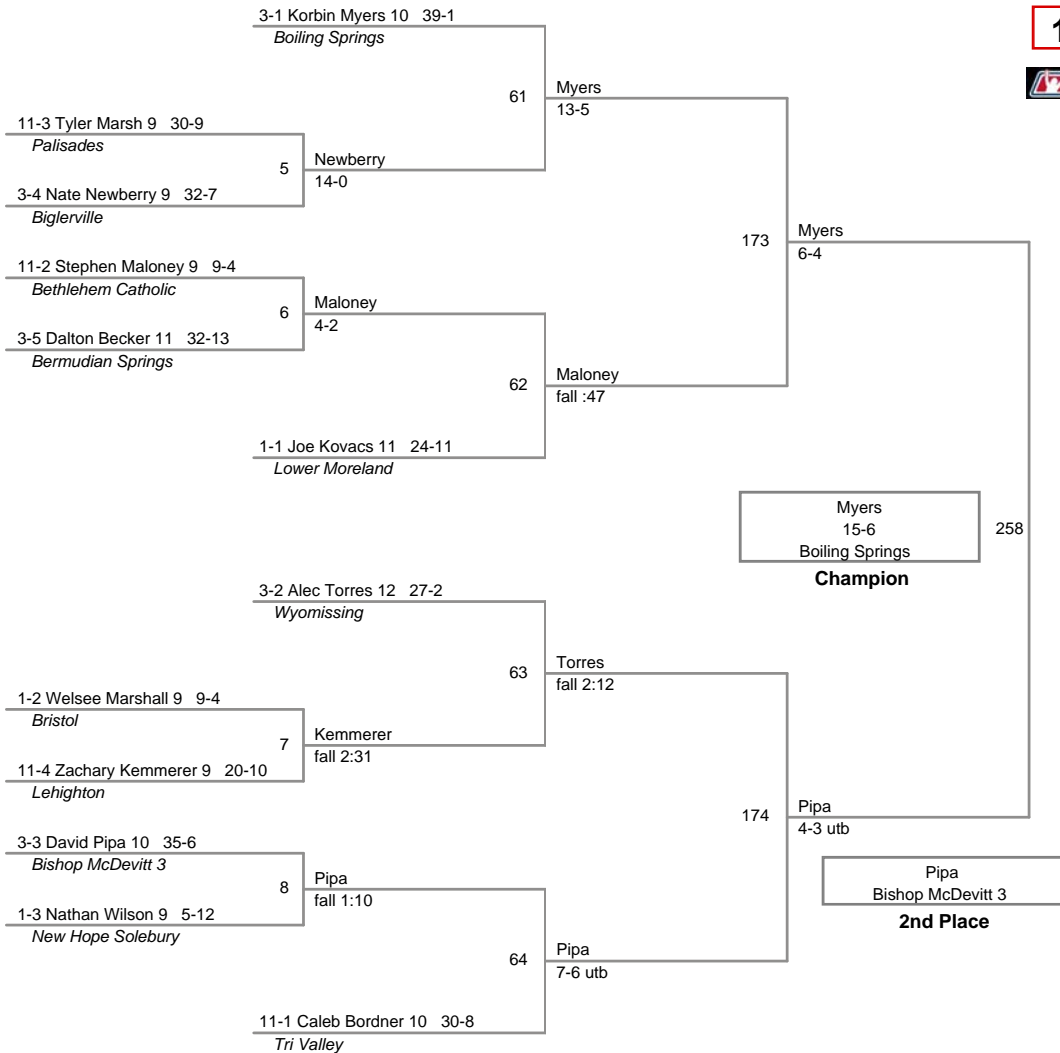 3-1 Korbin Myers 10 39-1
Boiling Springs
1
61
Myers
13-5
11-3 Tyler Marsh 9 30-9
Palisades
5
Newberry
14-0
3-4 Nate Newberry 9 32-7
Biglerville
173
Myers
6-4
11-2 Stephen Maloney 9 9-4
Bethlehem Catholic
6
Maloney
4-2
3-5 Dalton Becker 11 32-13
Bermudian Springs
62
Maloney
fall :47
1-1 Joe Kovacs 11 24-11
Lower Moreland
Myers
15-6
Boiling Springs
Champion
258
3-2 Alec Torres 12 27-2
Wyomissing
63
Torres
fall 2:12
1-2 Welsee Marshall 9 9-4
Bristol
7
Kemmerer
fall 2:31
11-4 Zachary Kemmerer 9 20-10
Lehighton
174
Pipa
4-3 utb
3-3 David Pipa 10 35-6
Bishop McDevitt 3
8
Pipa
fall 1:10
1-3 Nathan Wilson 9 5-12
New Hope Solebury
Pipa
Bishop McDevitt 3
2nd Place
64
Pipa
7-6 utb
11-1 Caleb Bordner 10 30-8
Tri Valley